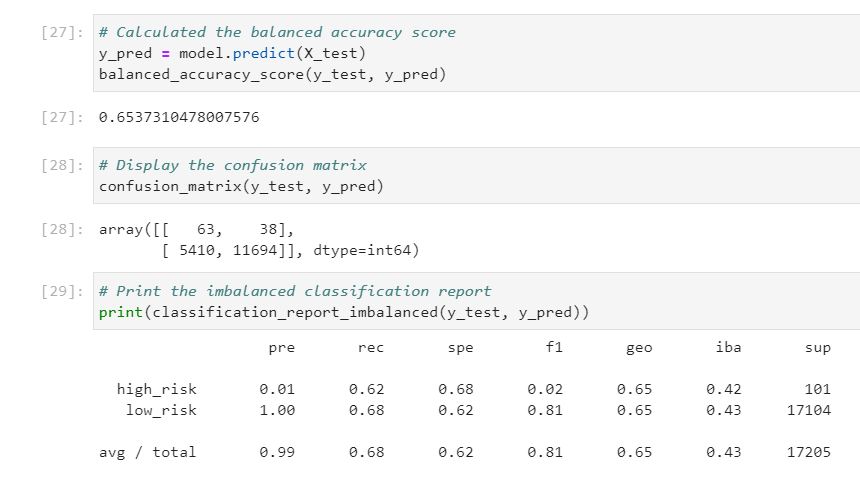 [27]: # Calculated the balanced accuracy score
y_pred = model.predict(X_test)
balanced_accuracy_score(y_test, y_pred)
[27]: 0.6537310478007576
[28]: # Display the confusion matrix
confusion_matrix(y_test, y_pred)
[28]: array([[   63,    38],
       [ 5410, 11694]], dtype=int64)
[29]: # Print the imbalanced classification report
print(classification_report_imbalanced(y_test, y_pred))
pre rec spe f1 geo iba sup
high_risk 0.01 0.62 0.68 0.02 0.65 0.42 101
low_risk 1.00 0.68 0.62 0.81 0.65 0.43 17104
avg / total 0.99 0.68 0.62 0.81 0.65 0.43 17205